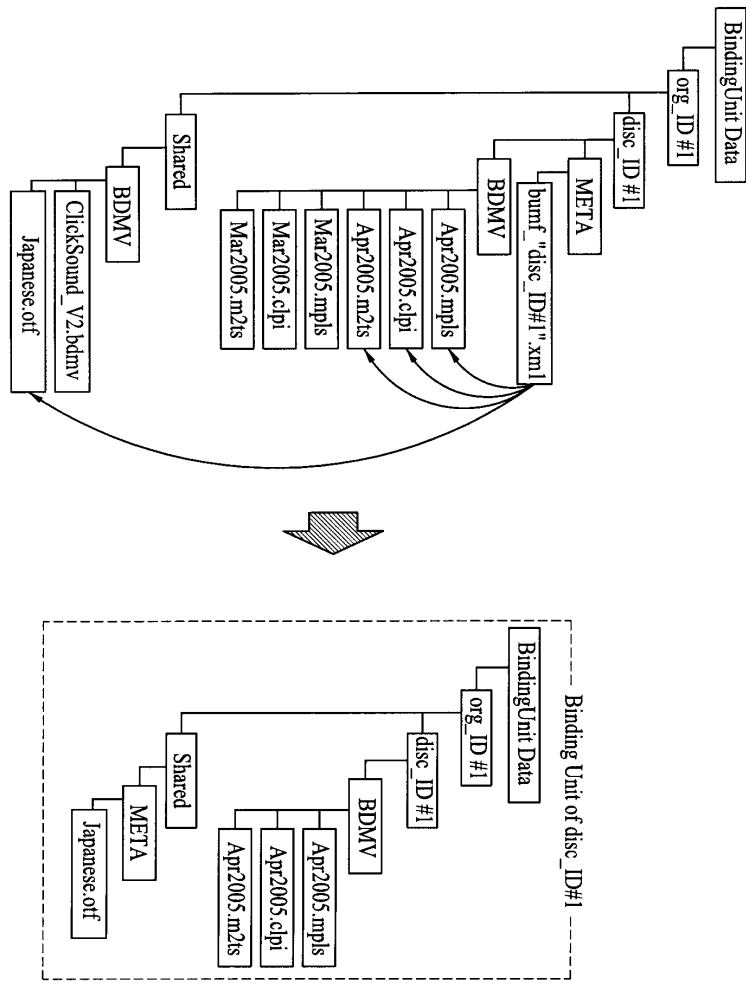 BindingUnit Data
org_ID #1
disc_ID #1
META
bumf_"disc_ID#1".xm1
BDMV
Apr2005.mpls
Apr2005.clpi
Apr2005.m2ts
Mar2005.mpls
Mar2005.clpi
Mar2005.m2ts
Shared
BDMV
ClickSound_V2.bdmv
Japanese.otf
Binding Unit of disc_ID#1
BindingUnit Data
org_ID #1
disc_ID #1
BDMV
Apr2005.mpls
Apr2005.clpi
Apr2005.m2ts
Shared
META
Japanese.otf